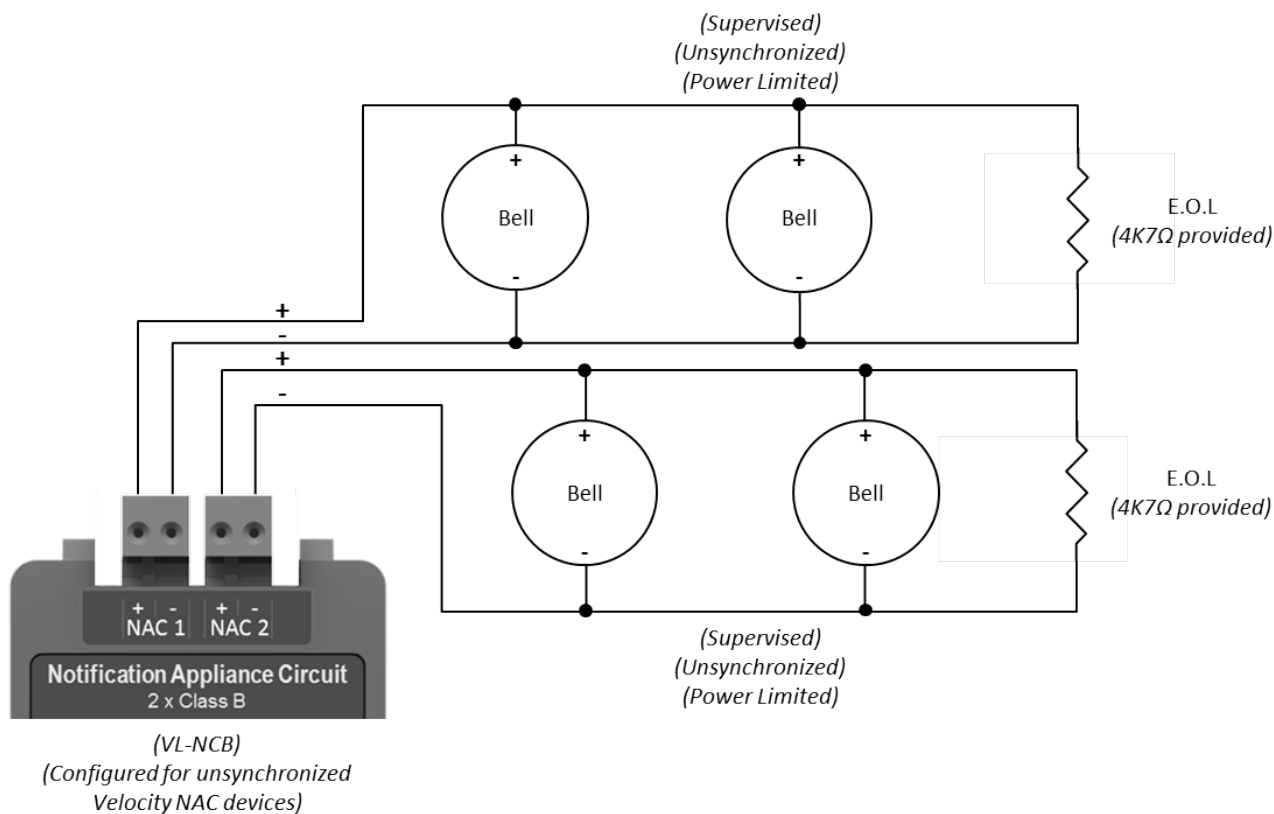 (Supervised)
(Unsynchronized)
(Power Limited)
+
+
Bell
Bell
-
-
E.O.L
(4K7Ω provided)
+
-
+
-
+
+
Bell
Bell
-
-
E.O.L
(4K7Ω provided)
+ - + -
NAC 1 NAC 2
Notification Appliance Circuit
2 x Class B
(Supervised)
(Unsynchronized)
(Power Limited)
(VL-NCB)
(Configured for unsynchronized
Velocity NAC devices)